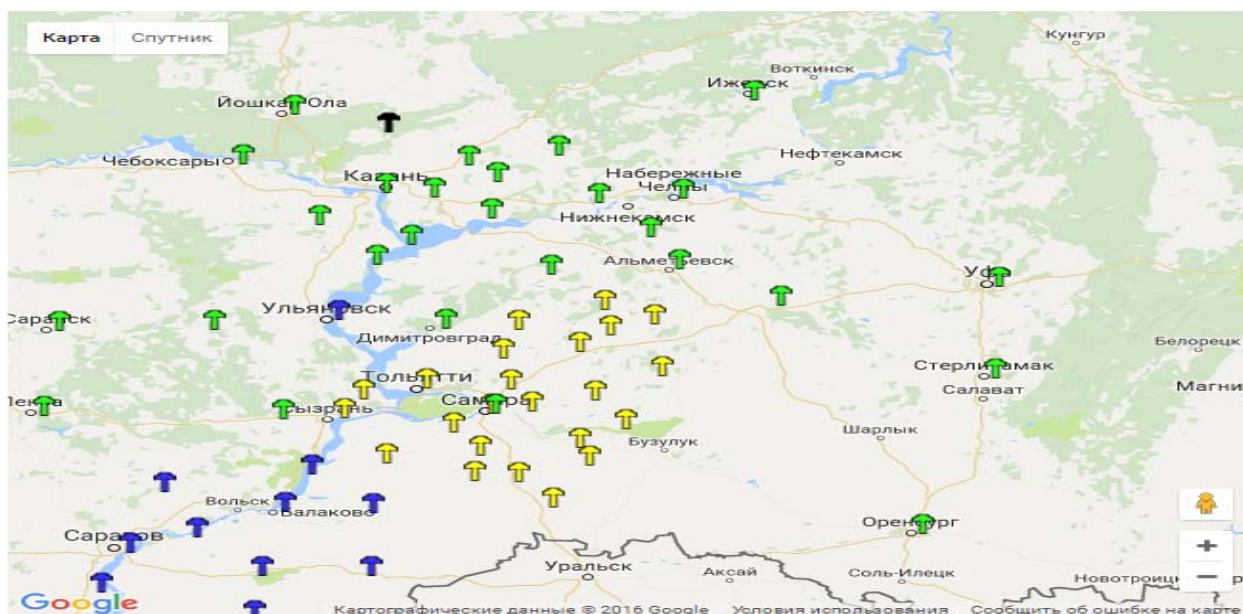 Карта Спутник
Кунгур
Воткинск
Ижевск
Йошкар-Ола
Нефтекамск
Чебоксары
Казань
Набережные
Челны
Нижнекамск
Альметьевск
Уфа
Ульяновск
Саранск
Димитровград
Белорецк
Стерлитамак
Тольятти
Салават
Магни
Самара
Сызрань
Шарлык
Бузулук
Вольск
Балаково
Оренбург
Саратов
Уральск
Аксай
Соль-Илецк
Новотроицк
Google
Картографические данные © 2016 Google Условия использования Сообщить об ошибке на карте